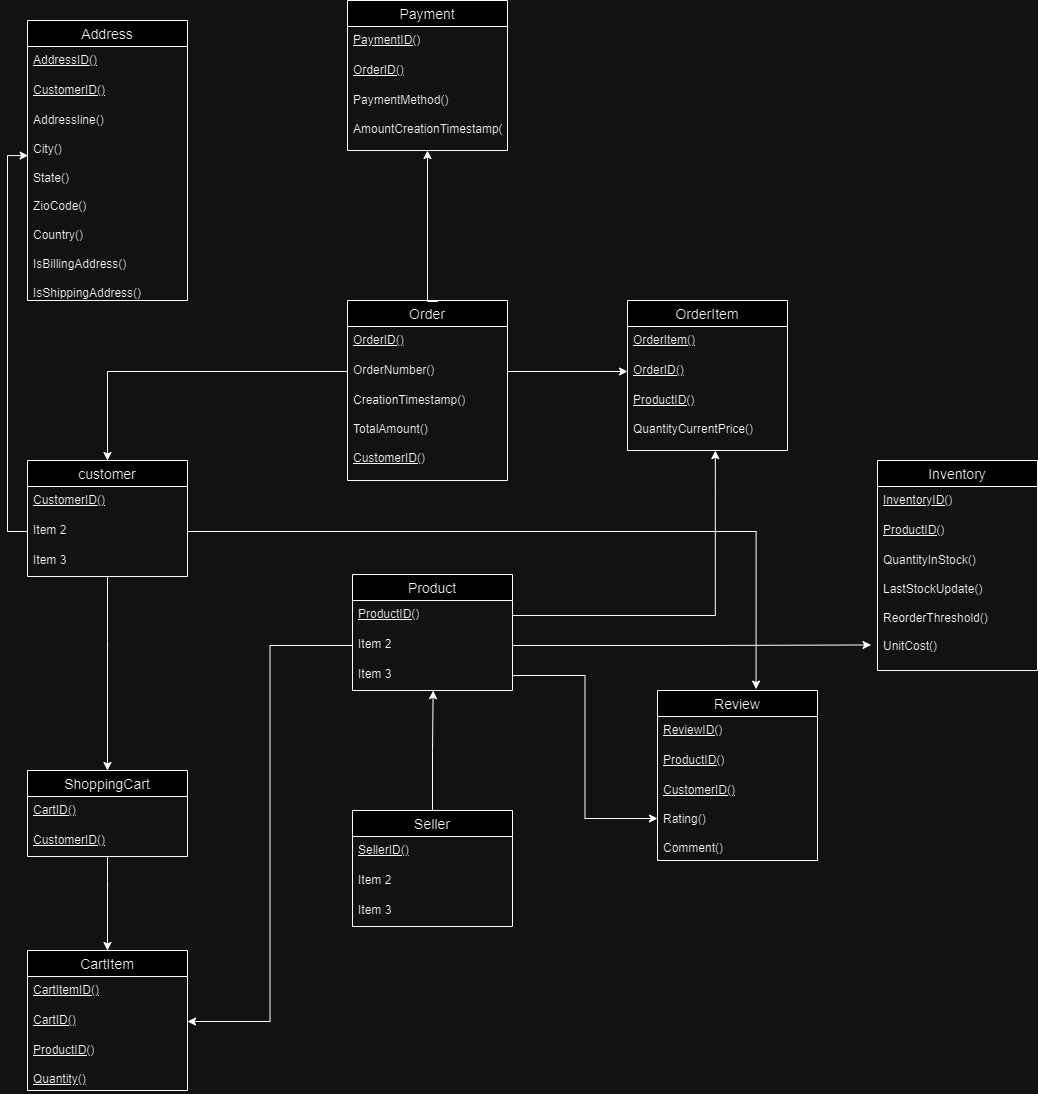 Payment
PaymentID()
OrderID()
PaymentMethod()
AmountCreationTimestamp(
Address
AddressID()
CustomerID()
Addressline()
City()
State()
ZioCode()
Country()
IsBillingAddress()
IsShippingAddress()
Order
OrderID()
OrderNumber()
CreationTimestamp()
TotalAmount()
CustomerID()
OrderItem
OrderItem()
OrderID()
ProductID()
QuantityCurrentPrice()
customer
CustomerID()
Item 2
Item 3
Inventory
InventoryID()
ProductID()
QuantityInStock()
LastStockUpdate()
ReorderThreshold()
UnitCost()
Product
ProductID()
Item 2
Item 3
Review
ReviewID()
ProductID()
CustomerID()
Rating()
Comment()
ShoppingCart
CartID()
CustomerID()
Seller
SellerID()
Item 2
Item 3
CartItem
CartItemID()
CartID()
ProductID()
Quantity()